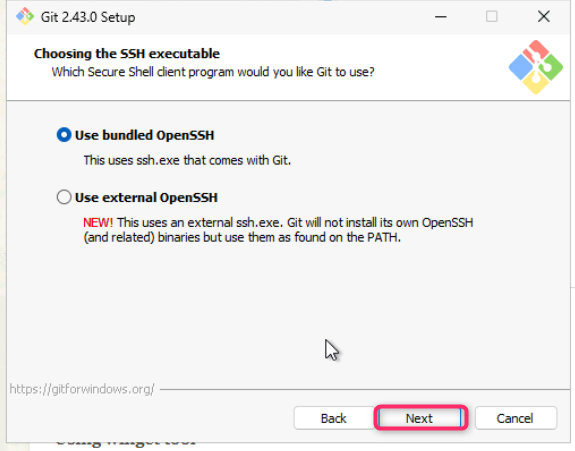 Git 2.43.0 Setup
Choosing the SSH executable
Which Secure Shell client program would you like Git to use?
Use bundled OpenSSH
This uses ssh.exe that comes with Git.
Use external OpenSSH
NEW! This uses an external ssh.exe. Git will not install its own OpenSSH
(and related) binaries but use them as found on the PATH.
https://gitforwindows.org/
Back Next Cancel
Using winget tool